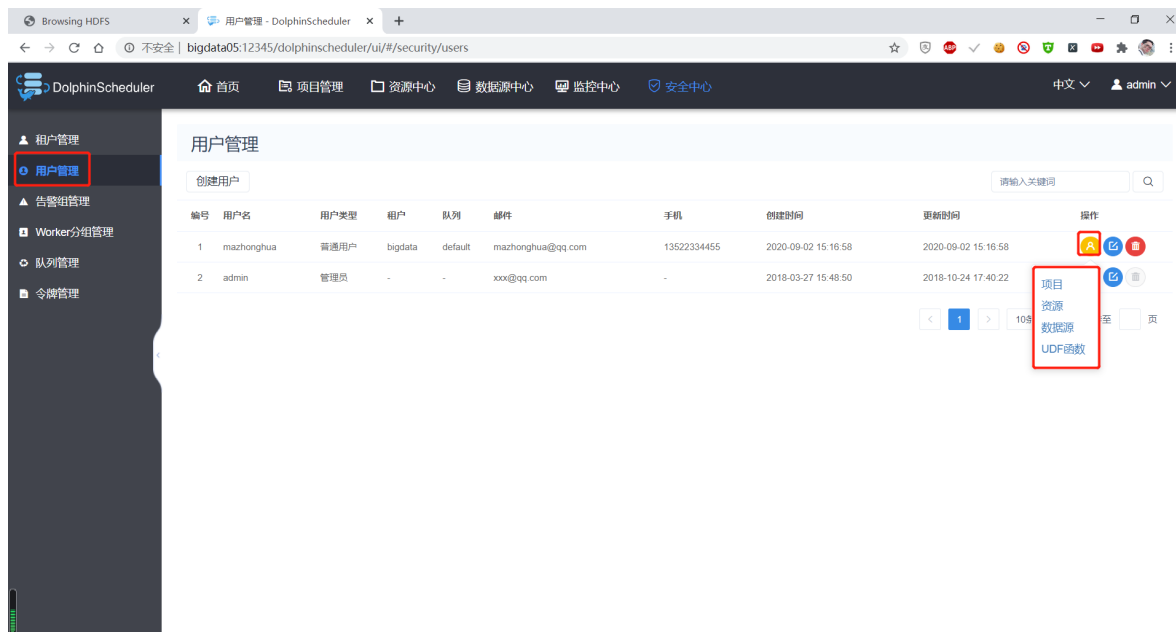 Browsing HDFS
用户管理 - DolphinScheduler
不安全 | bigdata05:12345/dolphinscheduler/ui/#/security/users
ABP
DolphinScheduler
首页
项目管理
资源中心
数据源中心
监控中心
安全中心
中文
admin
租户管理
用户管理
告警组管理
Worker分组管理
队列管理
令牌管理
用户管理
创建用户
请输入关键词
编号 用户名 用户类型 租户 队列 邮件 手机 创建时间 更新时间 操作
1 mazhonghua 普通用户 bigdata default mazhonghua@qq.com 13522334455 2020-09-02 15:16:58 2020-09-02 15:16:58
2 admin 管理员 - - xxx@qq.com - 2018-03-27 15:48:50 2018-10-24 17:40:22
项目
资源
数据源
UDF函数
< 1 > 10 至 页